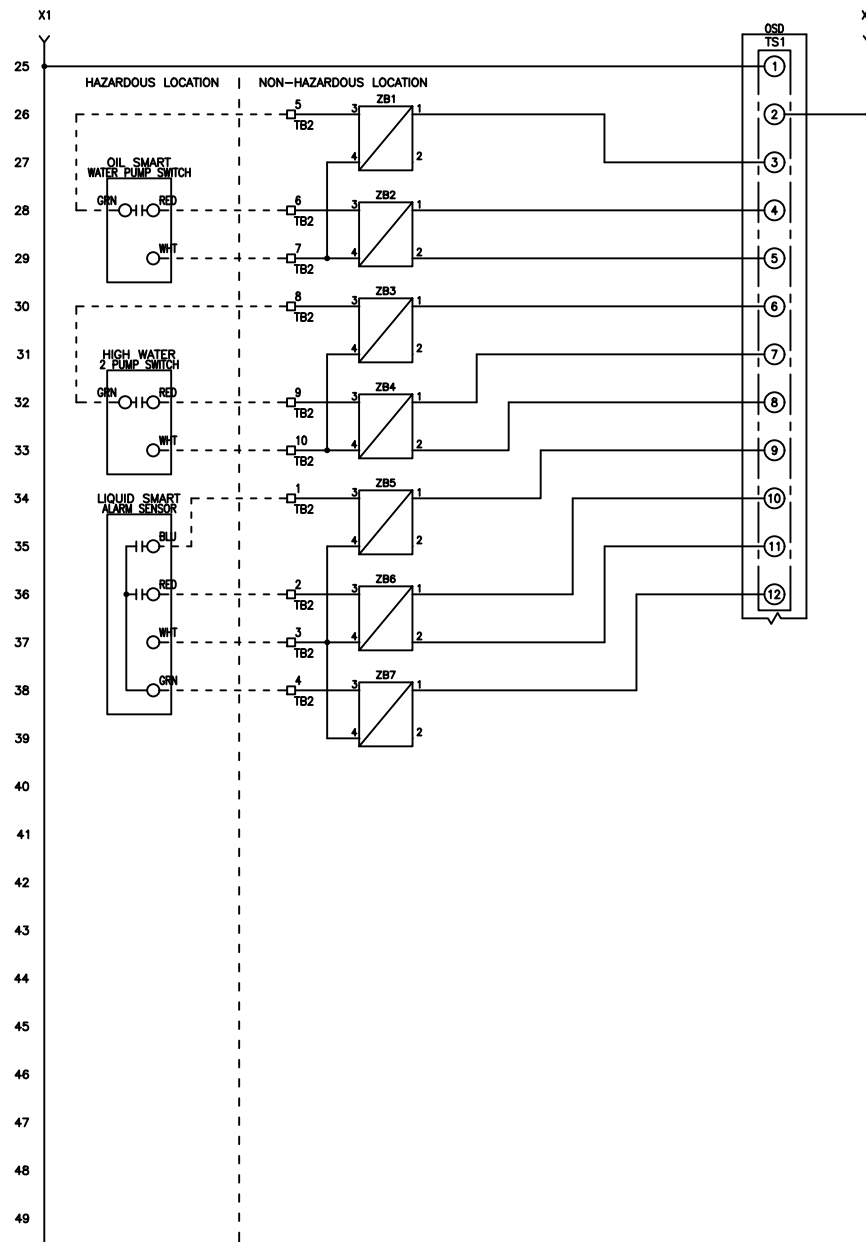 X1
X
OSD
TS1
25
1
HAZARDOUS LOCATION
NON-HAZARDOUS LOCATION
26
5
TB2
3
ZB1
1
2
27
OIL SMART
WATER PUMP SWITCH
4
2
3
28
GRN
RED
6
TB2
3
ZB2
1
4
29
WHT
7
TB2
4
2
5
30
8
TB2
3
ZB3
1
6
31
HIGH WATER
2 PUMP SWITCH
4
2
7
32
GRN
RED
9
TB2
3
ZB4
1
8
33
WHT
10
TB2
4
2
9
34
LIQUID SMART
ALARM SENSOR
1
TB2
3
ZB5
1
10
35
BLU
4
2
11
36
RED
2
TB2
3
ZB6
1
12
37
WHT
3
TB2
4
2
38
GRN
4
TB2
3
ZB7
1
39
4
2
40
41
42
43
44
45
46
47
48
49